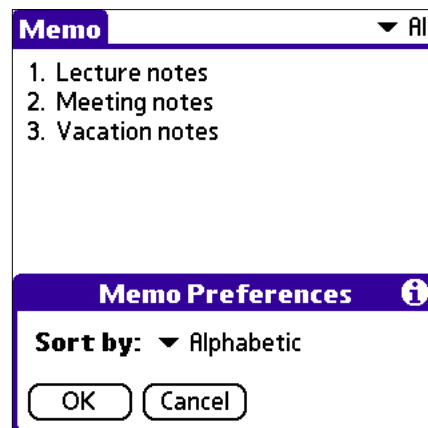 Memo
1. Lecture notes
2. Meeting notes
3. Vacation notes
Memo Preferences
Sort by: Alphabetic
OK Cancel